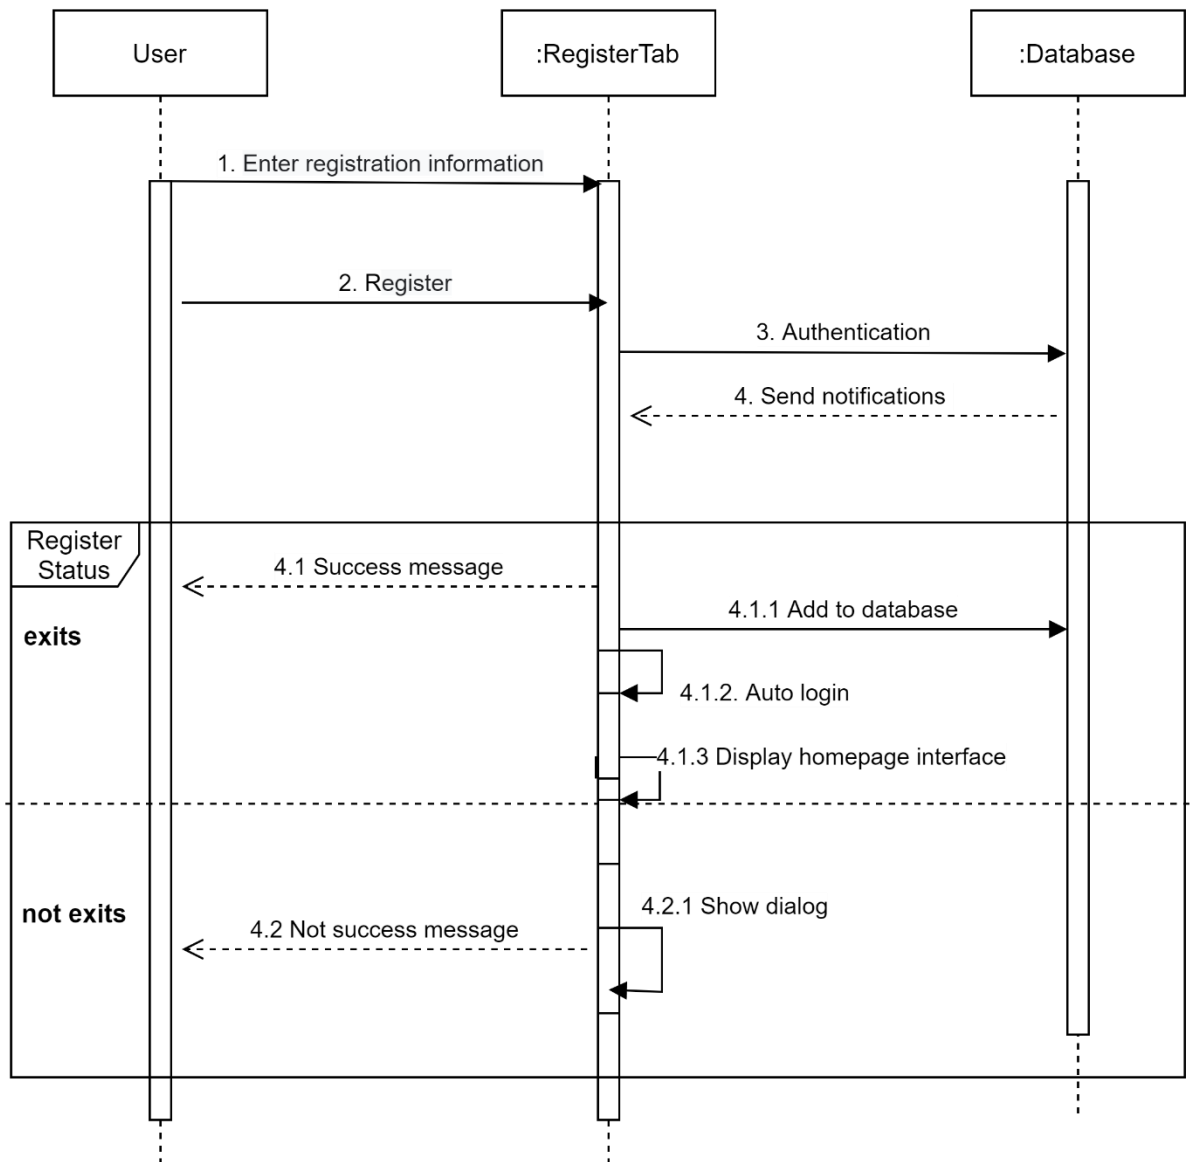 User
:RegisterTab
:Database
1. Enter registration information
2. Register
3. Authentication
4. Send notifications
Register
Status
4.1 Success message
4.1.1 Add to database
exits
4.1.2. Auto login
4.1.3 Display homepage interface
not exits
4.2.1 Show dialog
4.2 Not success message